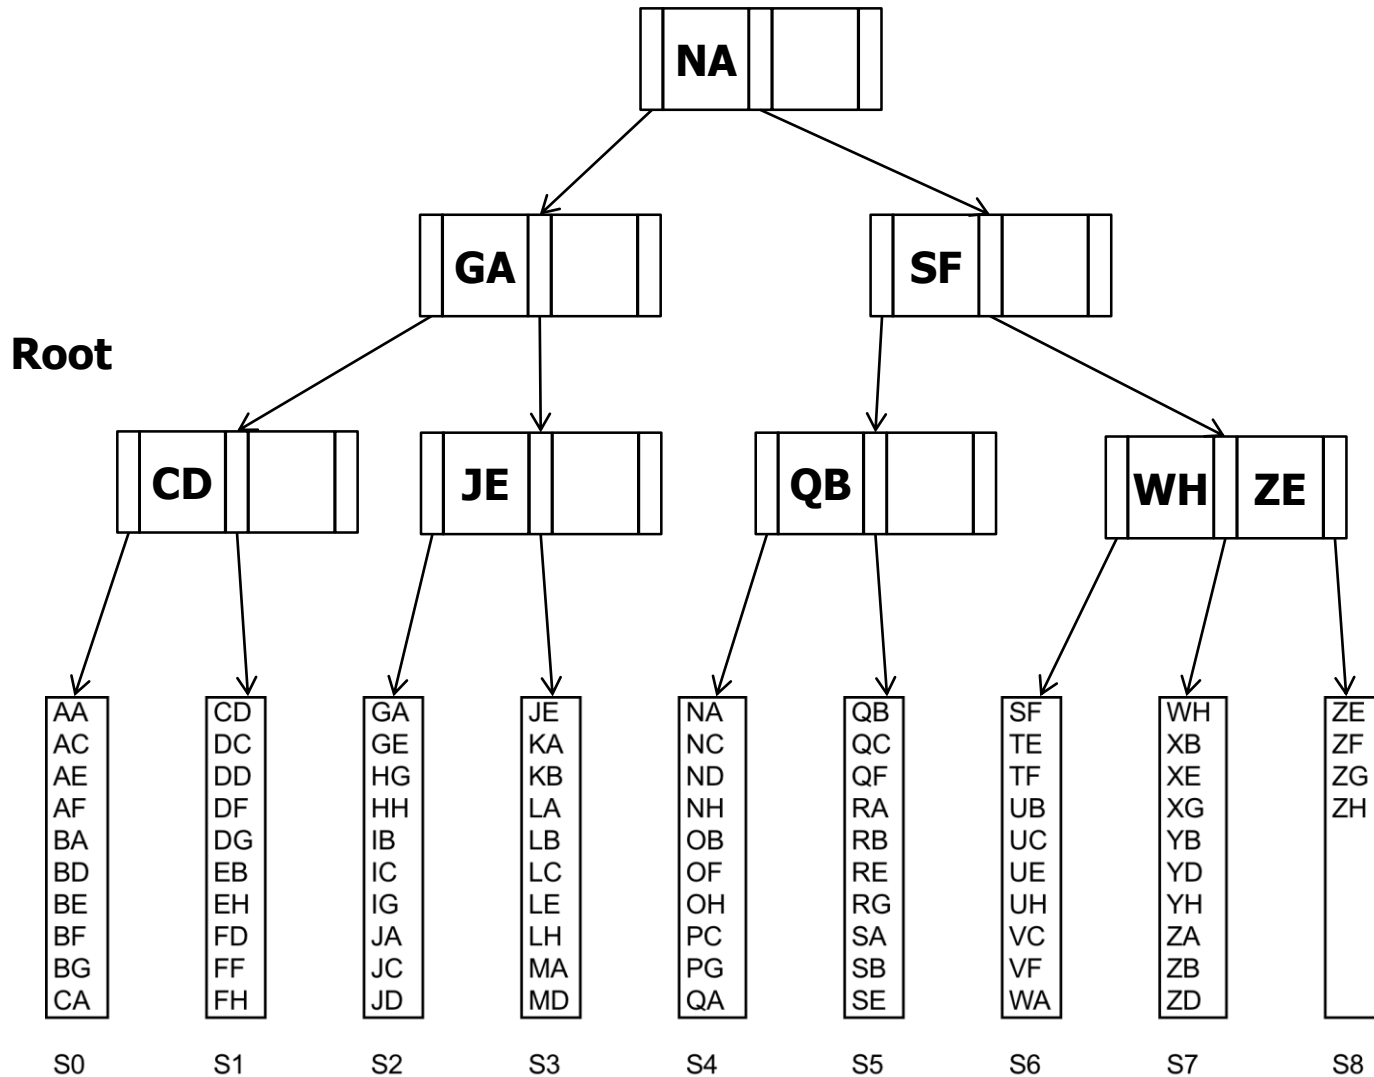 NA
GA
SF
Root
CD
JE
QB
WH ZE
AA
AC
AE
AF
BA
BD
BE
BF
BG
CA
CD
DC
DD
DF
DG
EB
EH
FD
FF
FH
GA
GE
HG
HH
IB
IC
IG
JA
JC
JD
JE
KA
KB
LA
LB
LC
LE
LH
MA
MD
NA
NC
ND
NH
OB
OF
OH
PC
PG
QA
QB
QC
QF
RA
RB
RE
RG
SA
SB
SE
SF
TE
TF
UB
UC
UE
UH
VC
VF
WA
WH
XB
XE
XG
YB
YD
YH
ZA
ZB
ZD
ZE
ZF
ZG
ZH
S0
S1
S2
S3
S4
S5
S6
S7
S8